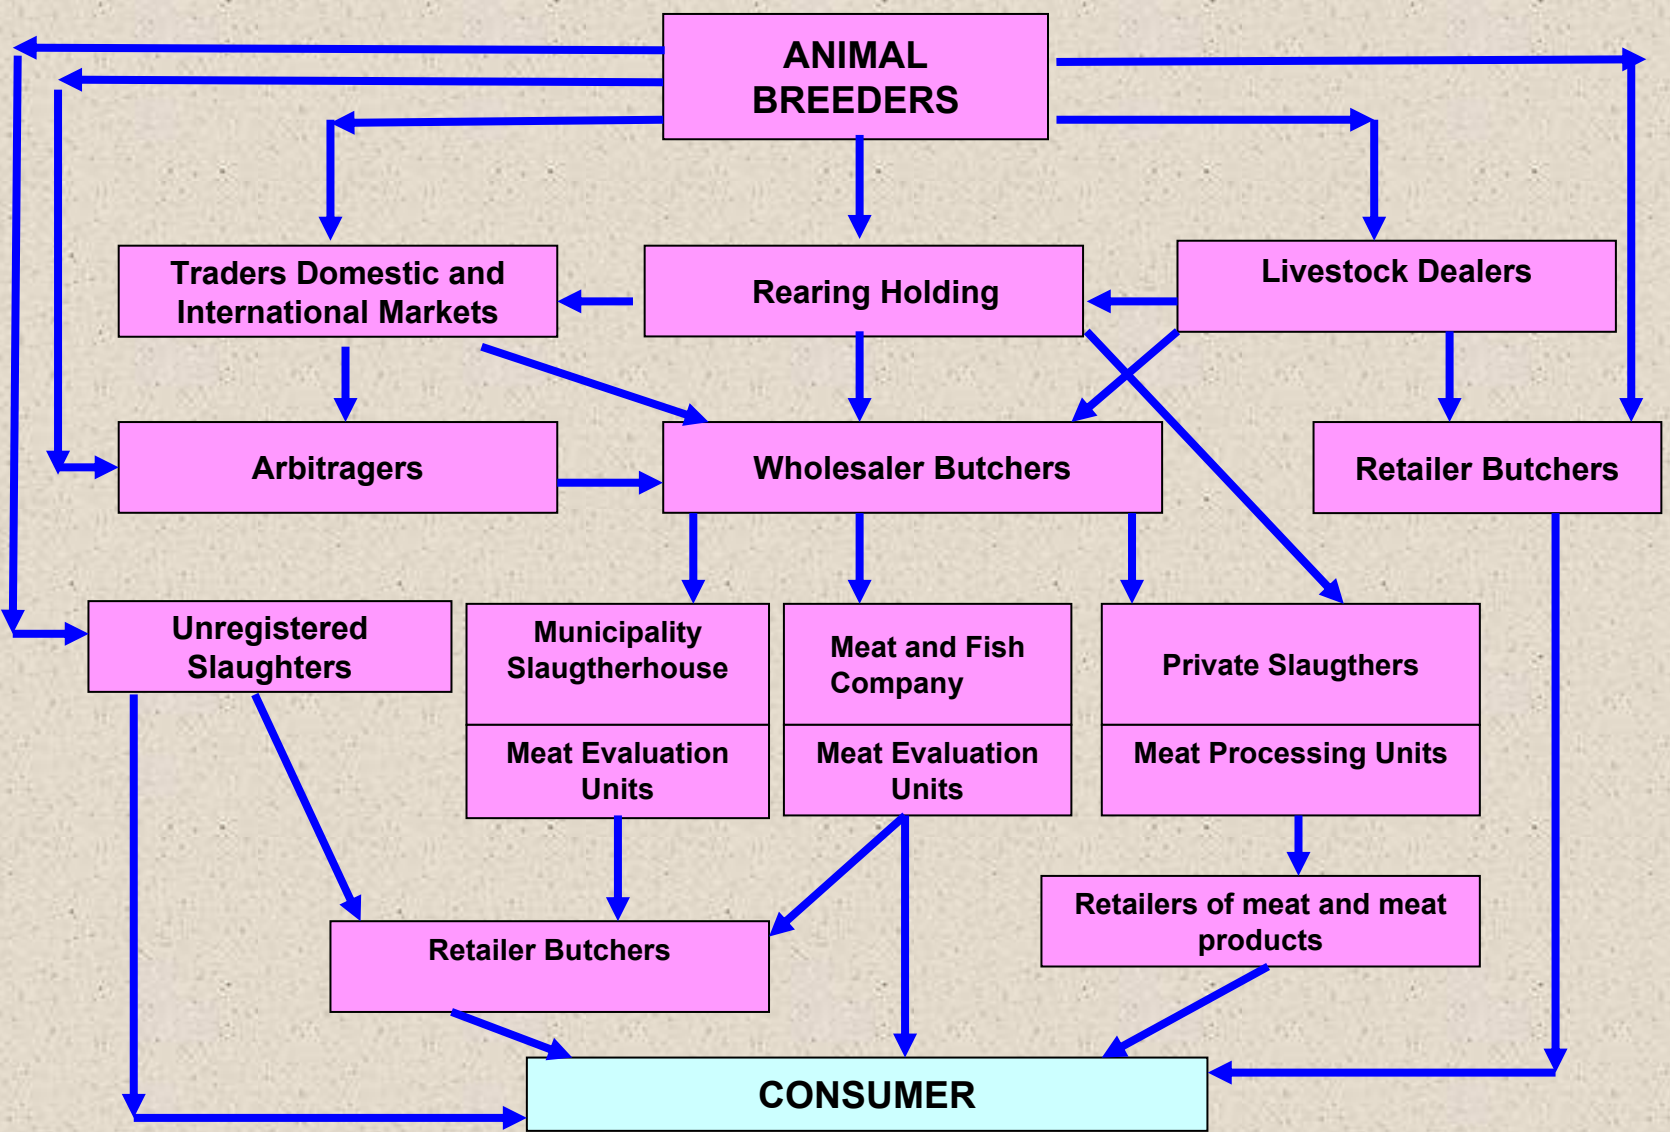 ANIMAL
BREEDERS
Traders Domestic and
International Markets
Rearing Holding
Livestock Dealers
Arbitragers
Wholesaler Butchers
Retailer Butchers
Unregistered
Slaughters
Municipality
Slaugtherhouse
Meat and Fish
Company
Private Slaugthers
Meat Evaluation
Units
Meat Evaluation
Units
Meat Processing Units
Retailer Butchers
Retailers of meat and meat
products
CONSUMER